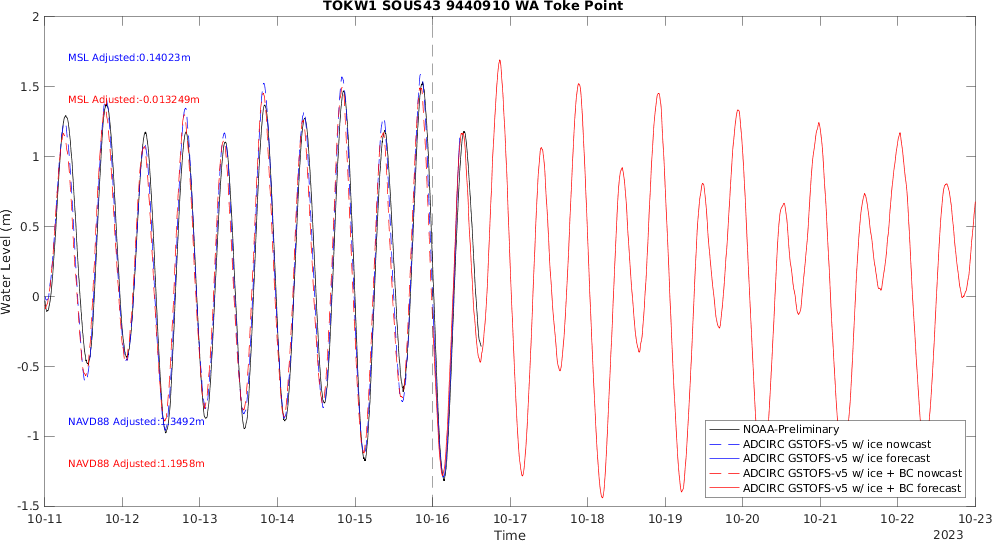 TOKW1 SOUS43 9440910 WA Toke Point
MSL Adjusted:0.14023m
MSL Adjusted:-0.013249m
NAVD88 Adjusted:1.3492m
NAVD88 Adjusted:1.1958m
Water Level (m)
2
1.5
1
0.5
0
-0.5
-1
-1.5
NOAA-Preliminary
ADCIRC GSTOFS-v5 w/ ice nowcast
ADCIRC GSTOFS-v5 w/ ice forecast
ADCIRC GSTOFS-v5 w/ ice + BC nowcast
ADCIRC GSTOFS-v5 w/ ice + BC forecast
10-11 10-12 10-13 10-14 10-15 10-16 10-17 10-18 10-19 10-20 10-21 10-22 10-23
Time
2023